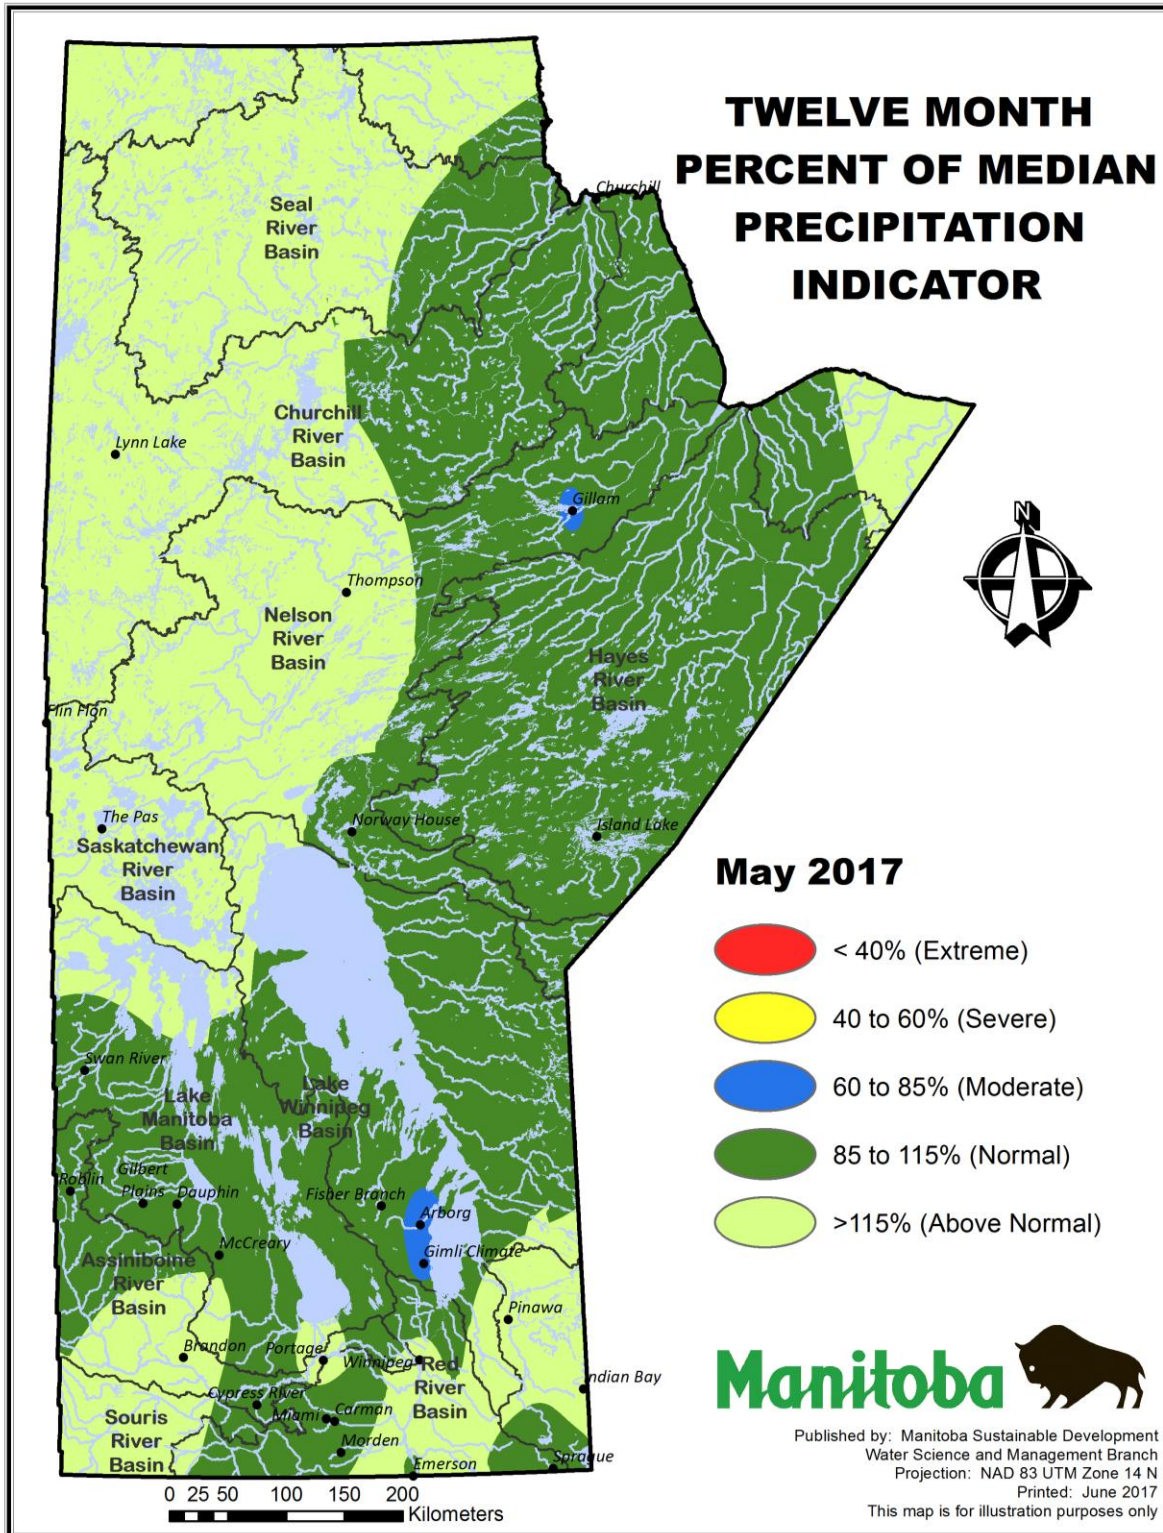 TWELVE MONTH
PERCENT OF MEDIAN
PRECIPITATION
INDICATOR
Churchill
Seal
River
Basin
Churchill
River
Basin
Lynn Lake
Gillam
N
Thompson
Nelson
River
Basin
Hayes
River
Basin
Flin Flon
The Pas
Norway House
Island Lake
Saskatchewan
River
Basin
May 2017
< 40% (Extreme)
40 to 60% (Severe)
60 to 85% (Moderate)
85 to 115% (Normal)
>115% (Above Normal)
Swan River
Lake
Manitoba
Basin
Lake
Winnipeg
Basin
Roblin
Gilbert
Plains
Dauphin
Fisher Branch
Arborg
McCreary
Gimli Climate
Assiniboine
River
Basin
Pinawa
Brandon
Portage
Winnipeg
Red
River
Basin
Indian Bay
Cypress River
Miami
Carman
Souris
River
Basin
Morden
Emerson
Sprague
0 25 50 100 150 200
Kilometers
Manitoba
Published by: Manitoba Sustainable Development
Water Science and Management Branch
Projection: NAD 83 UTM Zone 14 N
Printed: June 2017
This map is for illustration purposes only